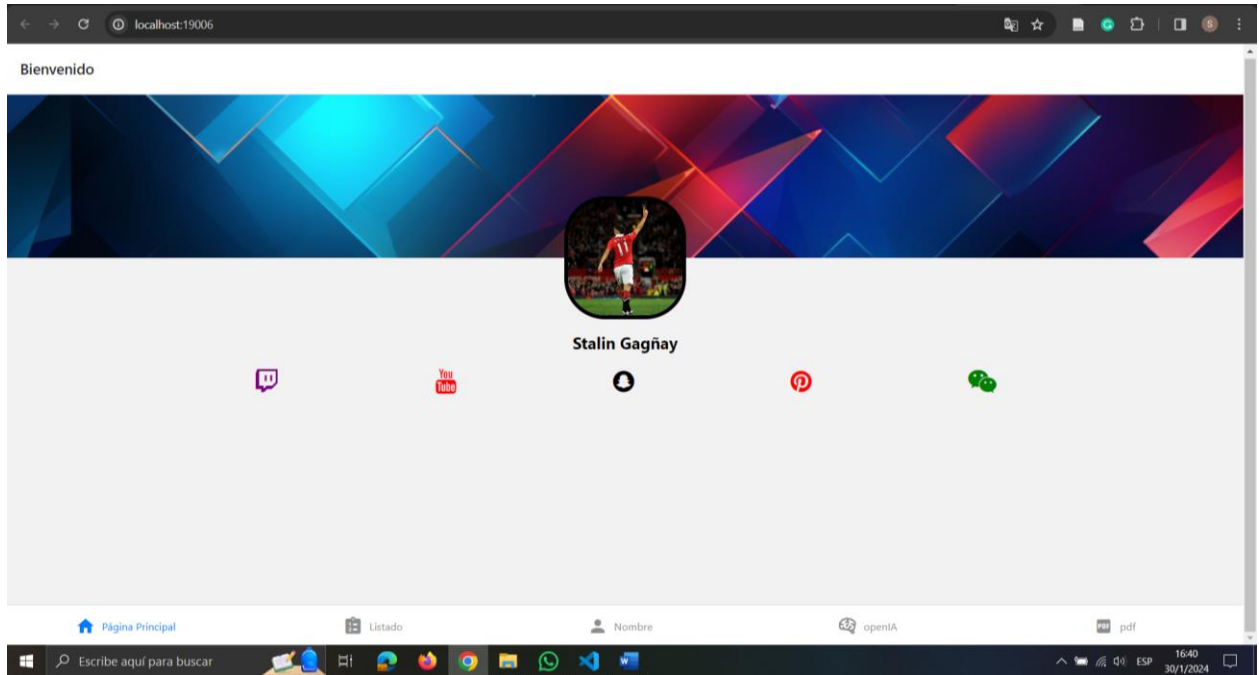 localhost:19006
S
Bienvenido
11
Stalin Gagñay
You
Tube
Página Principal
Listado
Nombre
openIA
PDF
pdf
Escribe aquí para buscar
ESP
16:40
30/1/2024